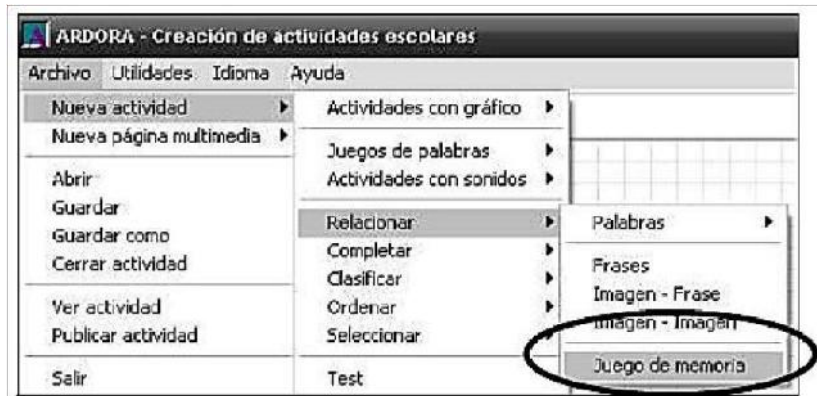 ARDORA - Creación de actividades escolares
Archivo Utilidades Idioma Ayuda
Nueva actividad
Nueva página multimedia
Abrir
Guardar
Guardar como
Cerrar actividad
Ver actividad
Publicar actividad
Salir
Actividades con gráfico
Juegos de palabras
Actividades con sonidos
Relacionar
Completar
Clasificar
Ordenar
Seleccionar
Test
Palabras
Frases
Imagen - Frase
Imagen - Imagen
Juego de memoria